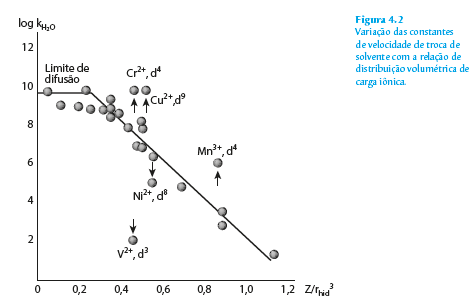 log kH₂O
12
10
8
6
4
2
0
Limite de
difusão
Cr²⁺, d⁴
Cu²⁺,d⁹
Mn³⁺, d⁴
Ni²⁺, d⁸
V²⁺, d³
0 0,2 0,4 0,6 0,8 1,0 1,2 Z/rhid³
Figura 4.2
Variação das constantes
de velocidade de troca de
solvente com a relação de
distribuição volumétrica de
carga iônica.